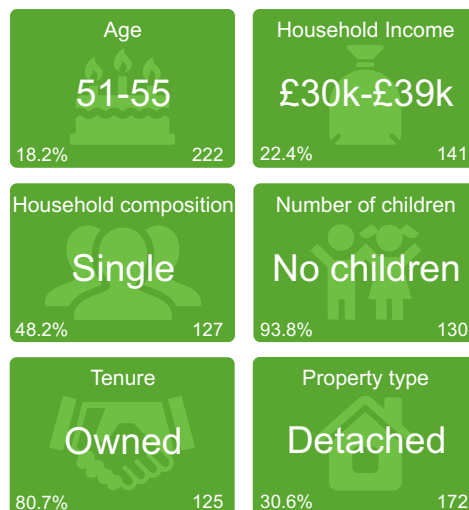 Age
51-55
18.2% 222
Household Income
£30k-£39k
22.4% 141
Household composition
Single
48.2% 127
Number of children
No children
93.8% 130
Tenure
Owned
80.7% 125
Property type
Detached
30.6% 172